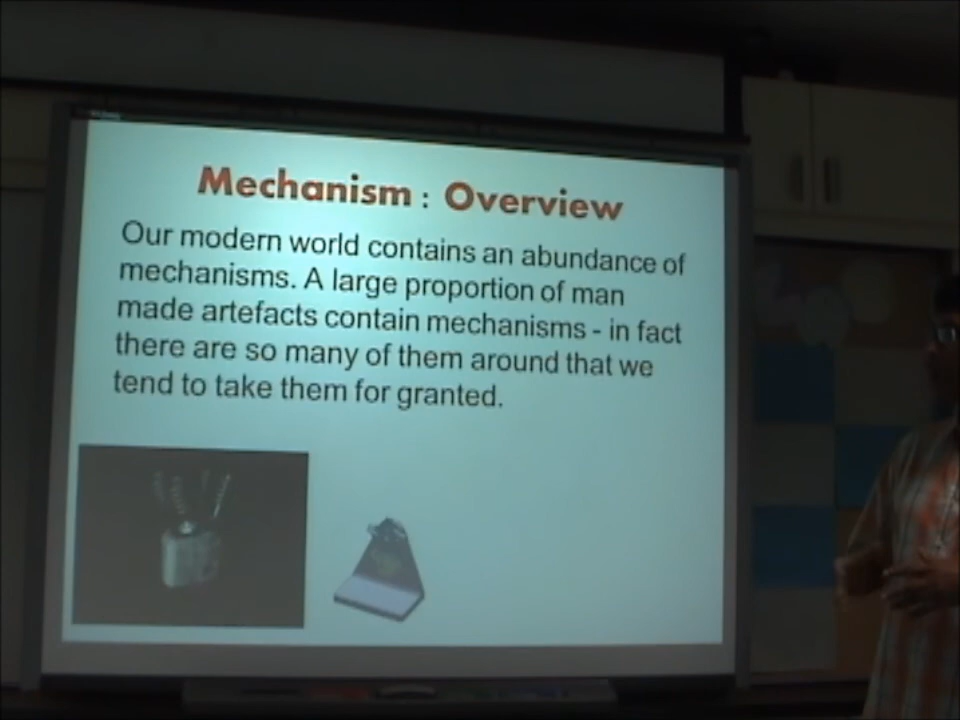 Mechanism : Overview
Our modern world contains an abundance of
mechanisms. A large proportion of man
made artefacts contain mechanisms - in fact
there are so many of them around that we
tend to take them for granted.